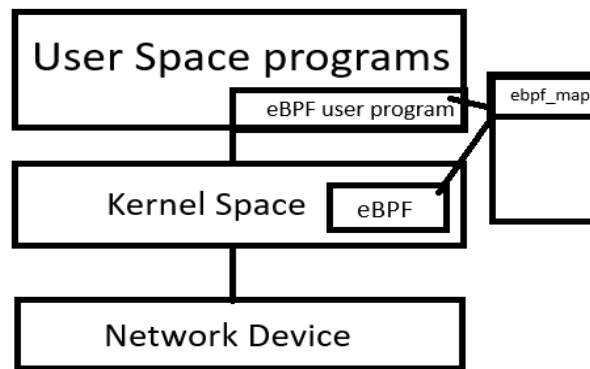 User Space programs
eBPF user program
ebpf_map
Kernel Space
eBPF
Network Device